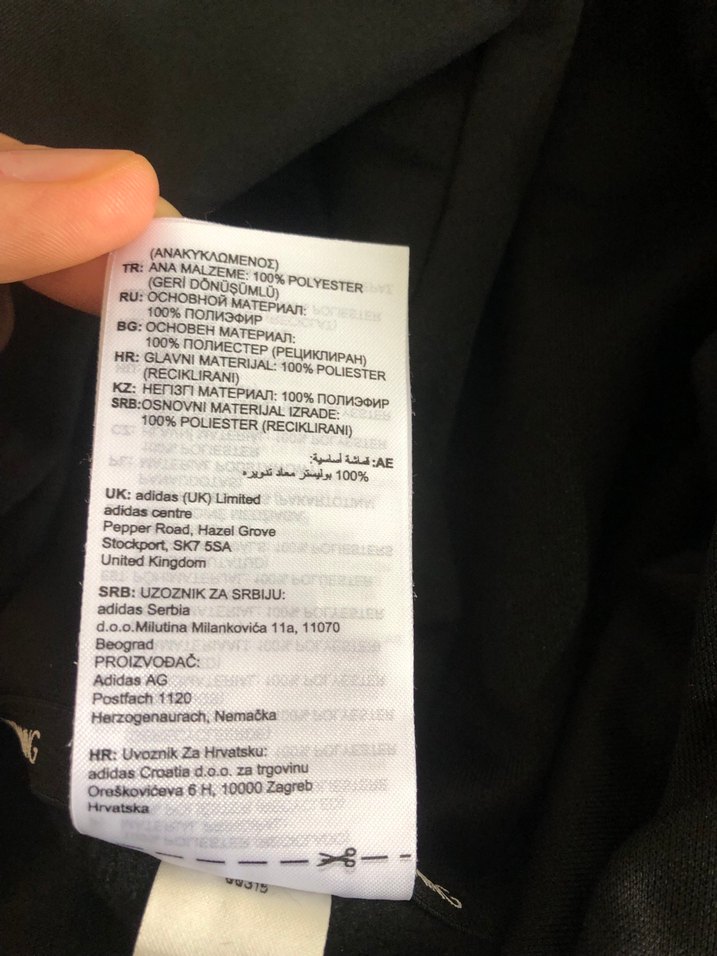 (ΑΝΑΚΥΚΛΩΜΕΝΟΣ)
TR: ANA MALZEME: 100% POLYESTER
(GERİ DÖNÜŞÜMLÜ)
RU: ОСНОВНОЙ МАТЕРИАЛ:
100% ПОЛИЭФИР
BG: ОСНОВЕН МАТЕРИАЛ:
100% ПОЛИЕСТЕР (РЕЦИКЛИРАН)
HR: GLAVNI MATERIJAL: 100% POLIESTER
(RECIKLIRANI)
KZ: НЕГІЗГІ МАТЕРИАЛ: 100% ПОЛИЭФИР
SRB:OSNOVNI MATERIJAL IZRADE:
100% POLIESTER (RECIKLIRANI)
AE: قماشة أساسية:
100% بوليستر معاد تدويره
UK: adidas (UK) Limited
adidas centre
Pepper Road, Hazel Grove
Stockport, SK7 5SA
United Kingdom
SRB: UZOZNIK ZA SRBIJU:
adidas Serbia
d.o.o.Milutina Milankovića 11a, 11070
Beograd
PROIZVOĐAČ:
Adidas AG
Postfach 1120
Herzogenaurach, Nemačka
HR: Uvoznik Za Hrvatsku:
adidas Croatia d.o.o. za trgovinu
Oreškovićeva 6 H, 10000 Zagreb
Hrvatska